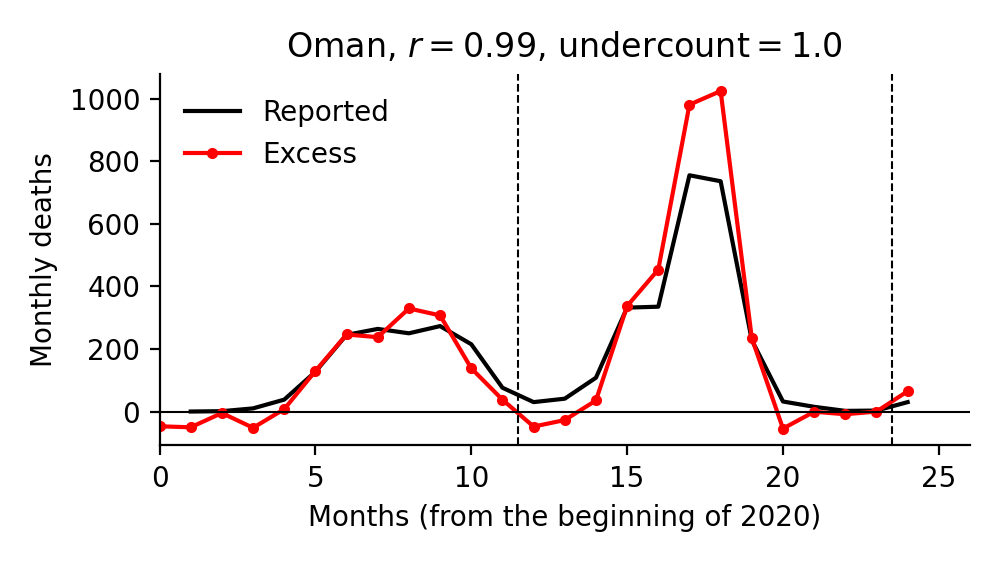 Oman, r = 0.99, undercount = 1.0
Reported
Excess
Monthly deaths
1000
800
600
400
200
0
0 5 10 15 20 25
Months (from the beginning of 2020)